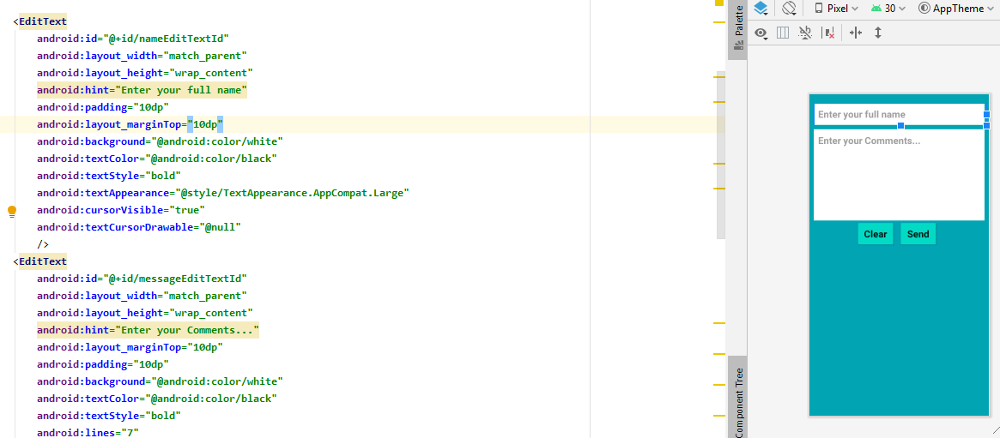 <EditText
android:id="@+id/nameEditTextId"
android:layout_width="match_parent"
android:layout_height="wrap_content"
android:hint="Enter your full name"
android:padding="10dp"
android:layout_marginTop="10dp"
android:background="@android:color/white"
android:textColor="@android:color/black"
android:textStyle="bold"
android:textAppearance="@style/TextAppearance.AppCompat.Large"
android:cursorVisible="true"
android:textCursorDrawable="@null"
/>
<EditText
android:id="@+id/messageEditTextId"
android:layout_width="match_parent"
android:layout_height="wrap_content"
android:hint="Enter your Comments..."
android:layout_marginTop="10dp"
android:padding="10dp"
android:background="@android:color/white"
android:textColor="@android:color/black"
android:textStyle="bold"
android:lines="7"
Palette
Component Tree
Pixel 30 AppTheme
Enter your full name
Enter your Comments...
Clear Send